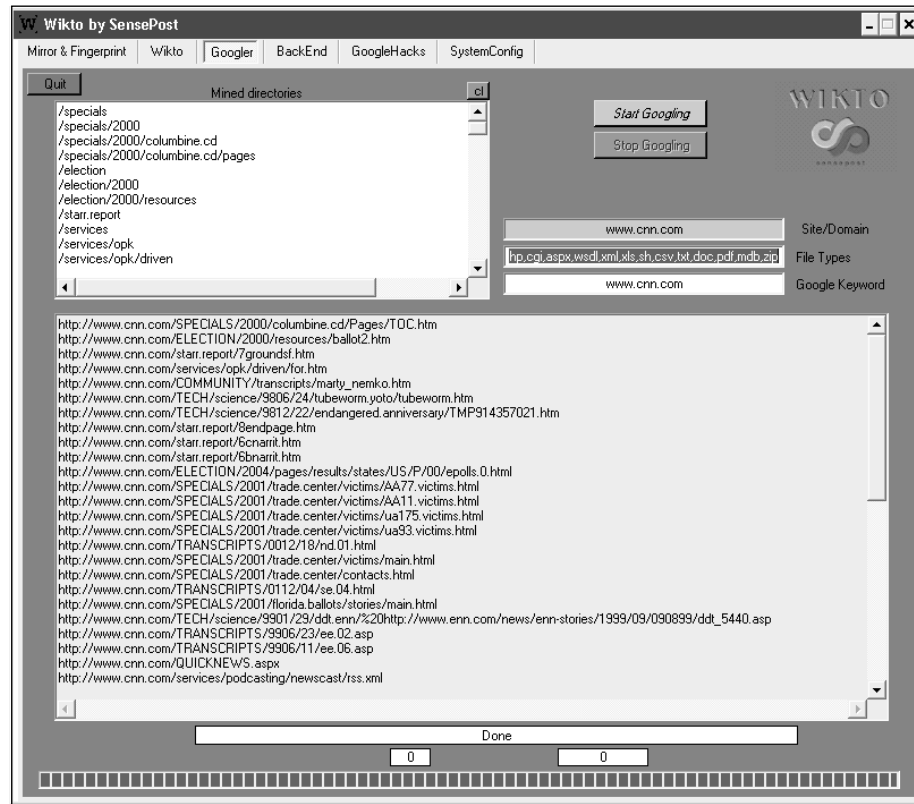 Wikto by SensePost
Mirror & Fingerprint Wikto Googler BackEnd GoogleHacks SystemConfig
Quit
Mined directories
cl
/specials
/specials/2000
/specials/2000/columbine.cd
/specials/2000/columbine.cd/pages
/election
/election/2000
/election/2000/resources
/starr.report
/services
/services/opk
/services/opk/driven
Start Googling
Stop Googling
WIKTO
sensepost
www.cnn.com Site/Domain
hp,cgi,aspx,wsdl,xml,xls,sh,csv,txt,doc,pdf,mdb,zip File Types
www.cnn.com Google Keyword
http://www.cnn.com/SPECIALS/2000/columbine.cd/Pages/TOC.htm
http://www.cnn.com/ELECTION/2000/resources/ballot2.htm
http://www.cnn.com/starr.report/7groundsf.htm
http://www.cnn.com/services/opk/driven/for.htm
http://www.cnn.com/COMMUNITY/transcripts/marty_nemko.htm
http://www.cnn.com/TECH/science/9806/24/tubeworm.yoto/tubeworm.htm
http://www.cnn.com/TECH/science/9812/22/endangered.anniversary/TMP914357021.htm
http://www.cnn.com/starr.report/8endpage.htm
http://www.cnn.com/starr.report/6cnarrit.htm
http://www.cnn.com/starr.report/6bnarrit.htm
http://www.cnn.com/ELECTION/2004/pages/results/states/US/P/00/epolls.0.html
http://www.cnn.com/SPECIALS/2001/trade.center/victims/AA77.victims.html
http://www.cnn.com/SPECIALS/2001/trade.center/victims/AA11.victims.html
http://www.cnn.com/SPECIALS/2001/trade.center/victims/ua175.victims.html
http://www.cnn.com/SPECIALS/2001/trade.center/victims/ua93.victims.html
http://www.cnn.com/TRANSCRIPTS/0012/18/nd.01.html
http://www.cnn.com/SPECIALS/2001/trade.center/victims/main.html
http://www.cnn.com/SPECIALS/2001/trade.center/contacts.html
http://www.cnn.com/TRANSCRIPTS/0112/04/se.04.html
http://www.cnn.com/SPECIALS/2001/florida.ballots/stories/main.html
http://www.cnn.com/TECH/science/9901/29/ddt.enn/%20http://www.enn.com/news/enn-stories/1999/09/090899/ddt_5440.asp
http://www.cnn.com/TRANSCRIPTS/9906/23/ee.02.asp
http://www.cnn.com/TRANSCRIPTS/9906/11/ee.06.asp
http://www.cnn.com/QUICKNEWS.aspx
http://www.cnn.com/services/podcasting/newscast/rss.xml
Done
0 0